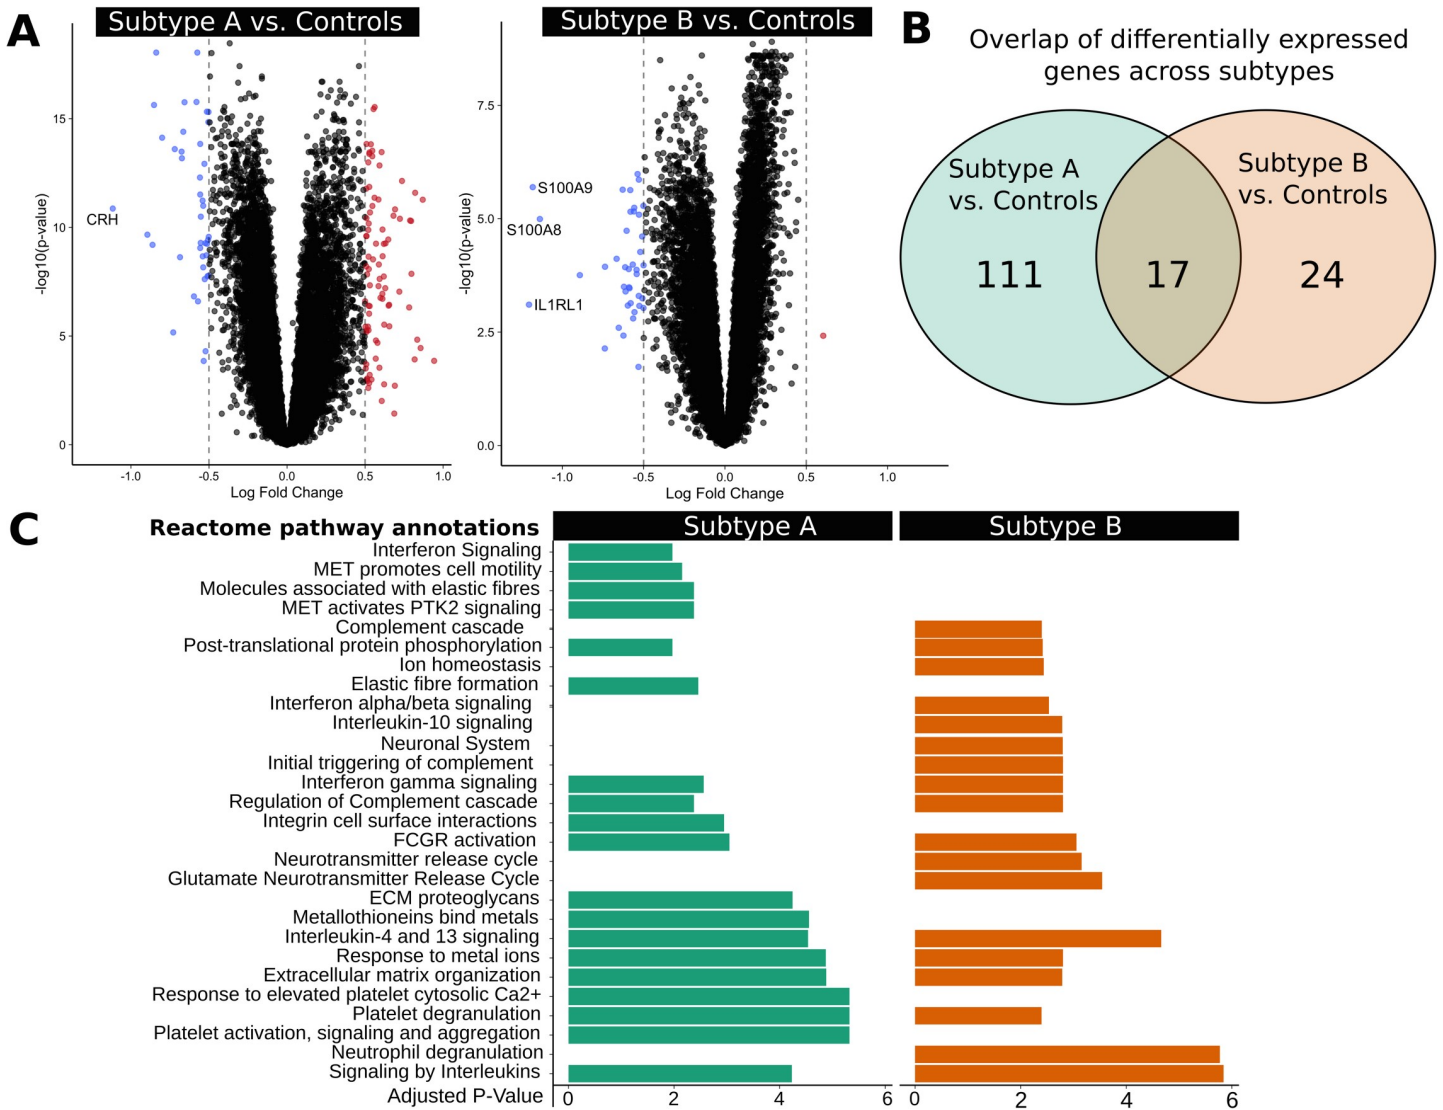 A
Subtype A vs. Controls
-log10(p-value)
15
10
5
0
CRH
-1.0
-0.5
0.0
0.5
1.0
Log Fold Change
Subtype B vs. Controls
-log10(p-value)
7.5
5.0
2.5
0.0
S100A9
S100A8
IL1RL1
-1.0
-0.5
0.0
0.5
1.0
Log Fold Change
B
Overlap of differentially expressed
genes across subtypes
Subtype A
vs. Controls
Subtype B
vs. Controls
111
17
24
C
Reactome pathway annotations
Subtype A
Subtype B
Interferon Signaling
MET promotes cell motility
Molecules associated with elastic fibres
MET activates PTK2 signaling
Complement cascade
Post-translational protein phosphorylation
Ion homeostasis
Elastic fibre formation
Interferon alpha/beta signaling
Interleukin-10 signaling
Neuronal System
Initial triggering of complement
Interferon gamma signaling
Regulation of Complement cascade
Integrin cell surface interactions
FCGR activation
Neurotransmitter release cycle
Glutamate Neurotransmitter Release Cycle
ECM proteoglycans
Metallothioneins bind metals
Interleukin-4 and 13 signaling
Response to metal ions
Extracellular matrix organization
Response to elevated platelet cytosolic Ca2+
Platelet degranulation
Platelet activation, signaling and aggregation
Neutrophil degranulation
Signaling by Interleukins
Adjusted P-Value
0
2
4
6
0
2
4
6